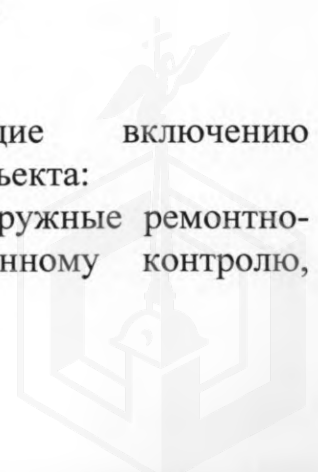 щие включению
ъекта:
ружные ремонтно-
нному контролю,